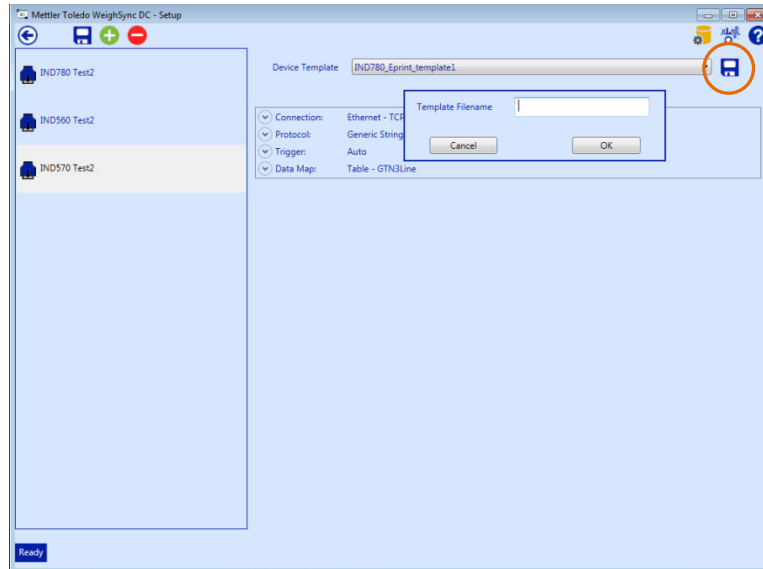 Mettler Toledo WeighSync DC - Setup
IND780 Test2
IND560 Test2
IND570 Test2
Device Template IND780_Eprint_template1
Template Filename
Cancel OK
Connection: Ethernet - TCP
Protocol: Generic String
Trigger: Auto
Data Map: Table - GTN3Line
Ready